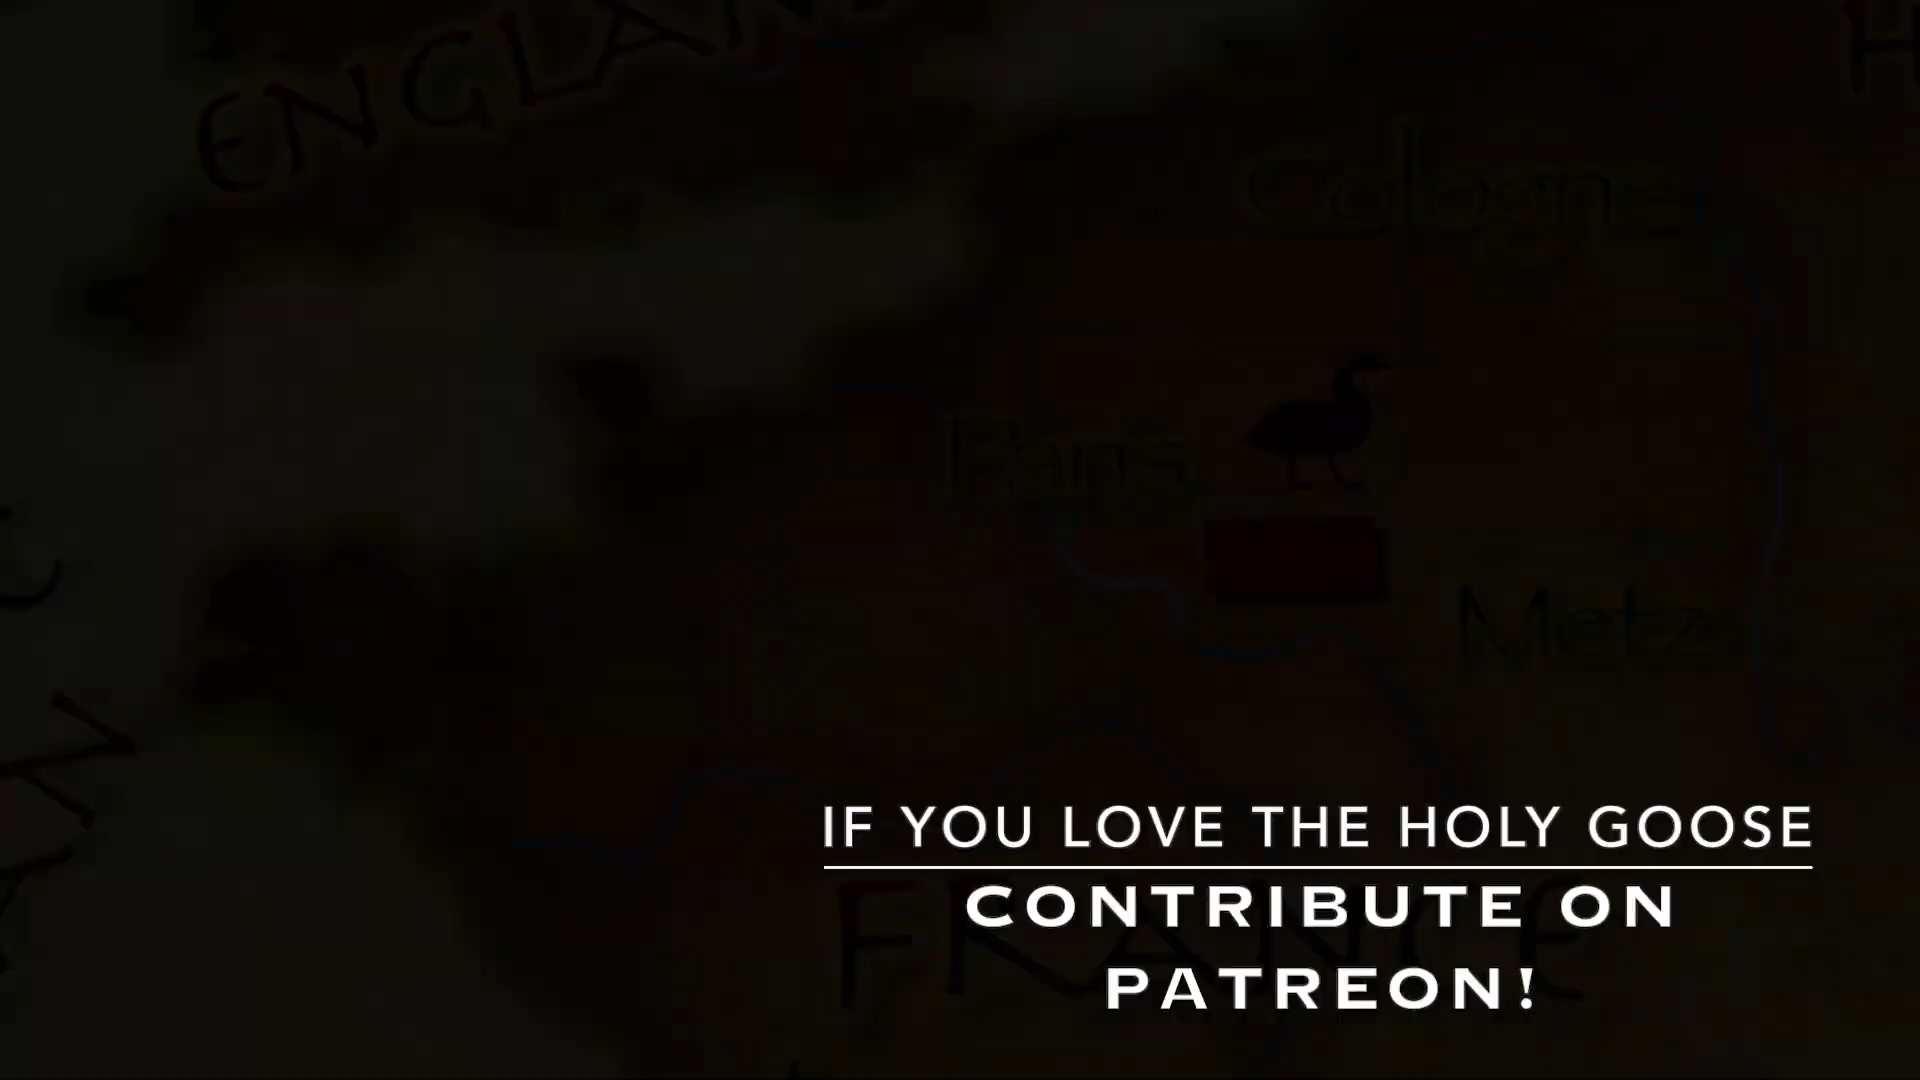 ENGLAND
H
Cologne
Paris
Metz
IF YOU LOVE THE HOLY GOOSE
CONTRIBUTE ON
FRANCE
PATREON!